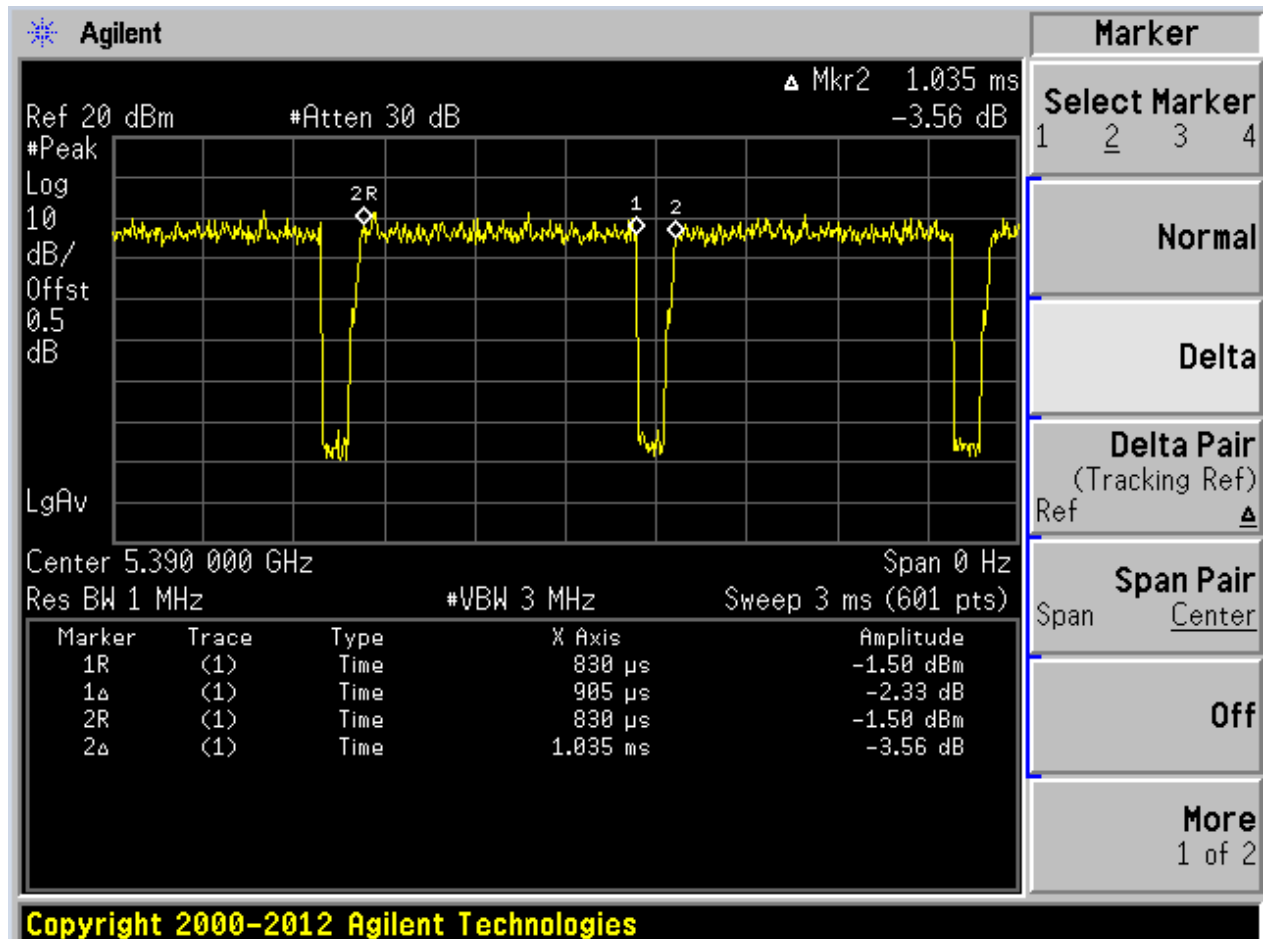 Agilent
Marker
Δ Mkr2 1.035 ms
Ref 20 dBm #Atten 30 dB -3.56 dB
#Peak
Log
10
dB/
Offst
0.5
dB
LgAv
2R
1
2
Center 5.390 000 GHz Span 0 Hz
Res BW 1 MHz #VBW 3 MHz Sweep 3 ms (601 pts)
Marker Trace Type X Axis Amplitude
1R (1) Time 830 µs -1.50 dBm
1Δ (1) Time 905 µs -2.33 dB
2R (1) Time 830 µs -1.50 dBm
2Δ (1) Time 1.035 ms -3.56 dB
Select Marker
1 2 3 4
Normal
Delta
Delta Pair
(Tracking Ref)
Ref Δ
Span Pair
Span Center
Off
More
1 of 2
Copyright 2000-2012 Agilent Technologies